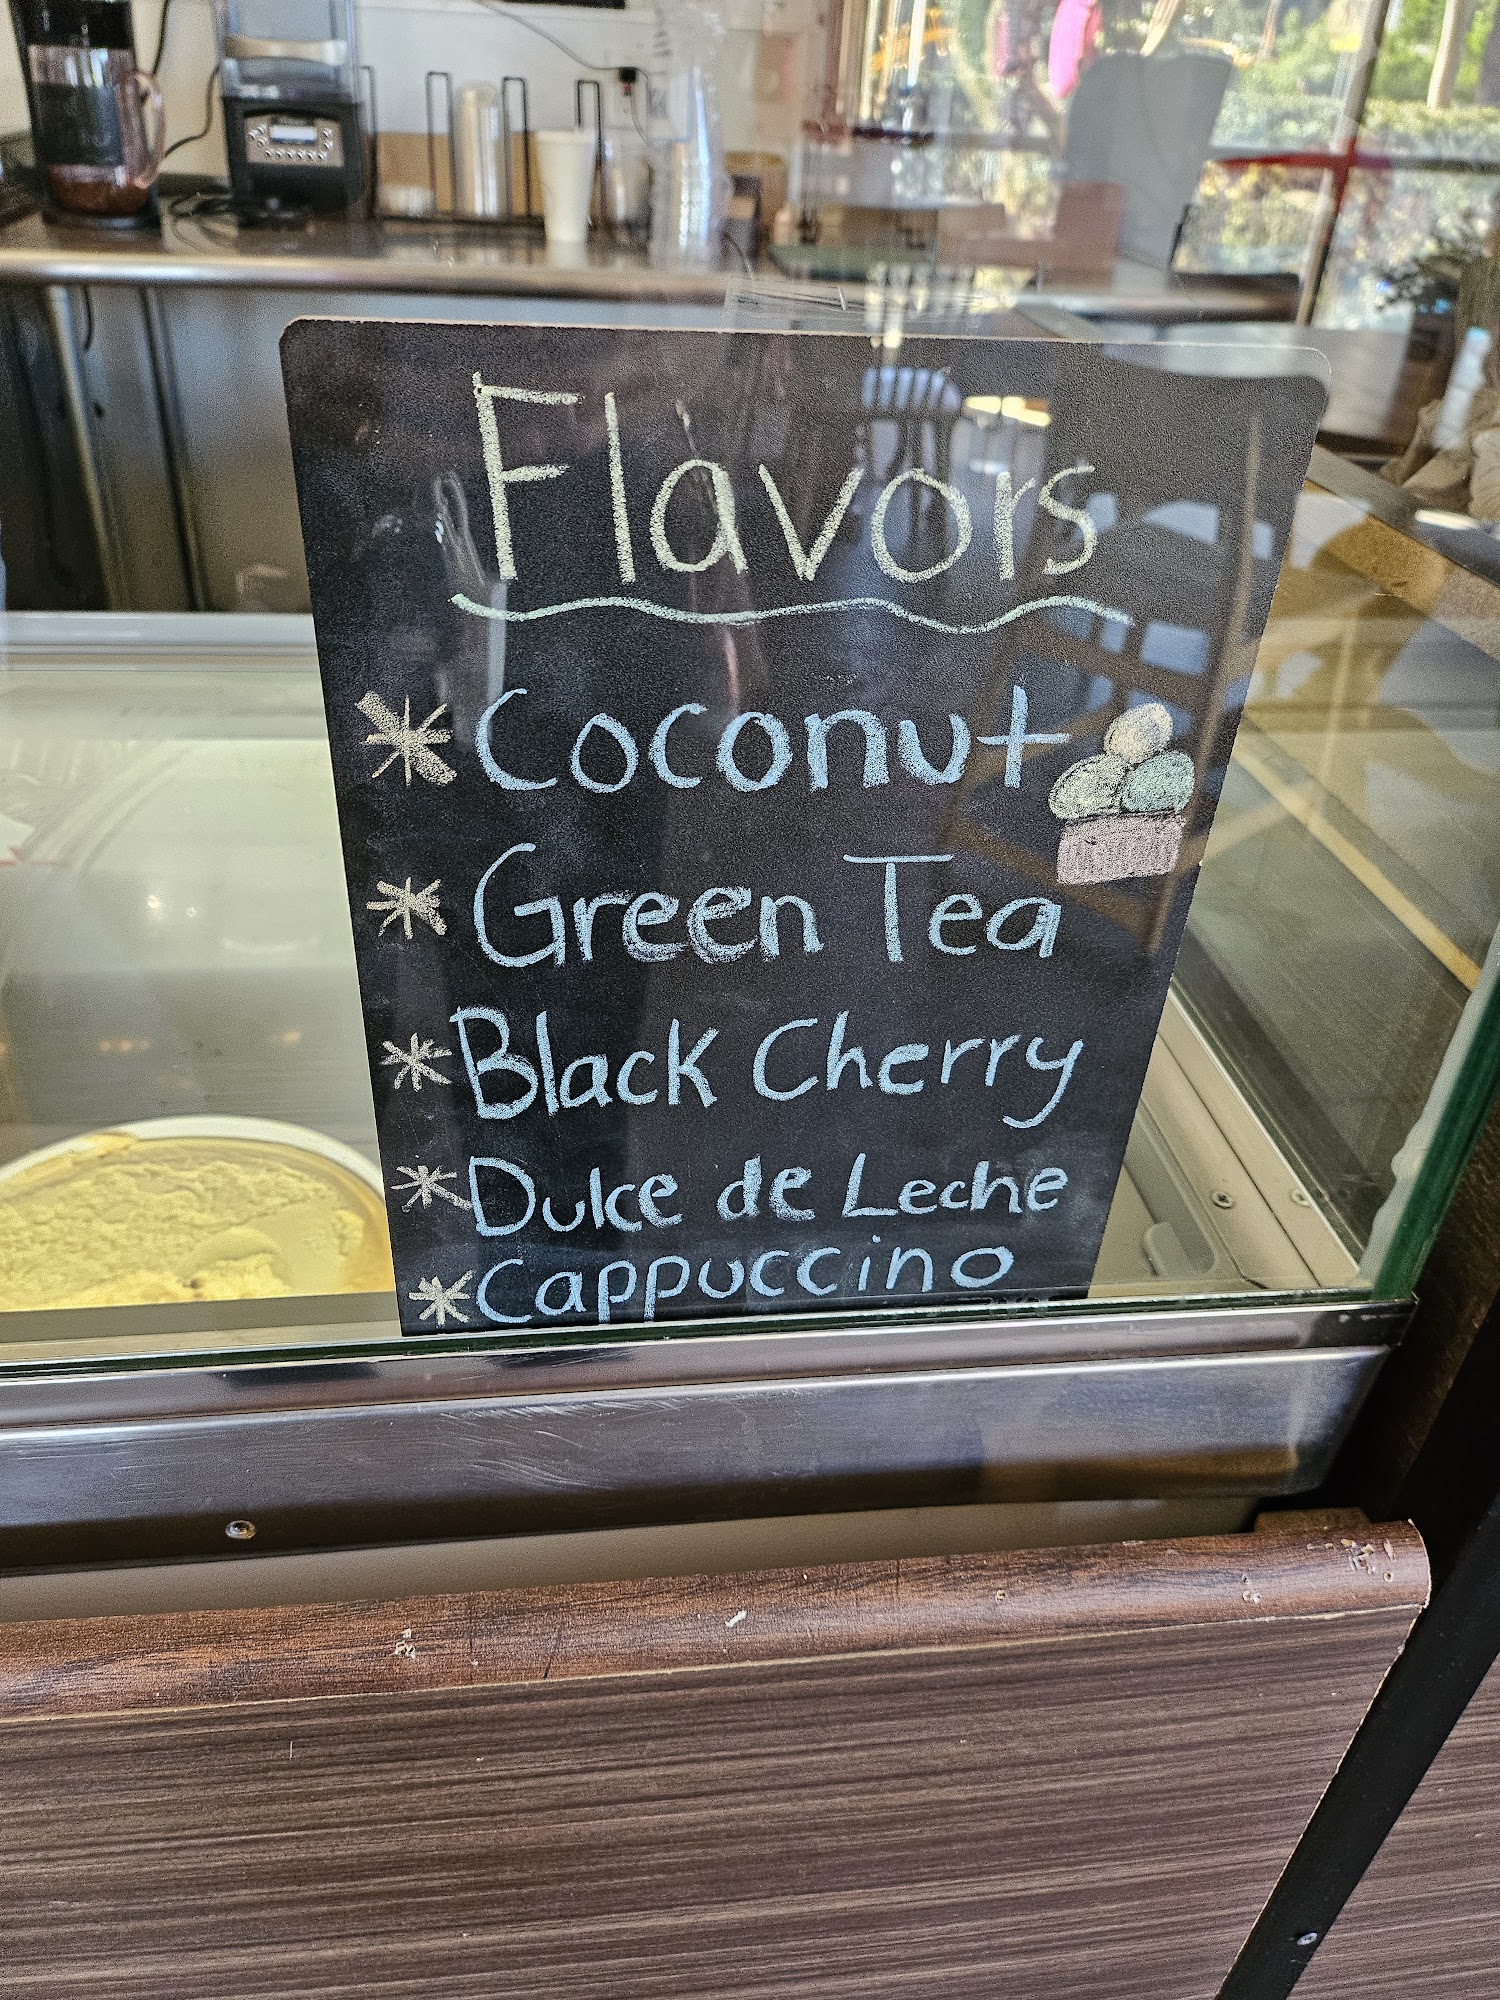 Flavors
* Coconut
* Green Tea
* Black Cherry
* Dulce de Leche
* Cappuccino